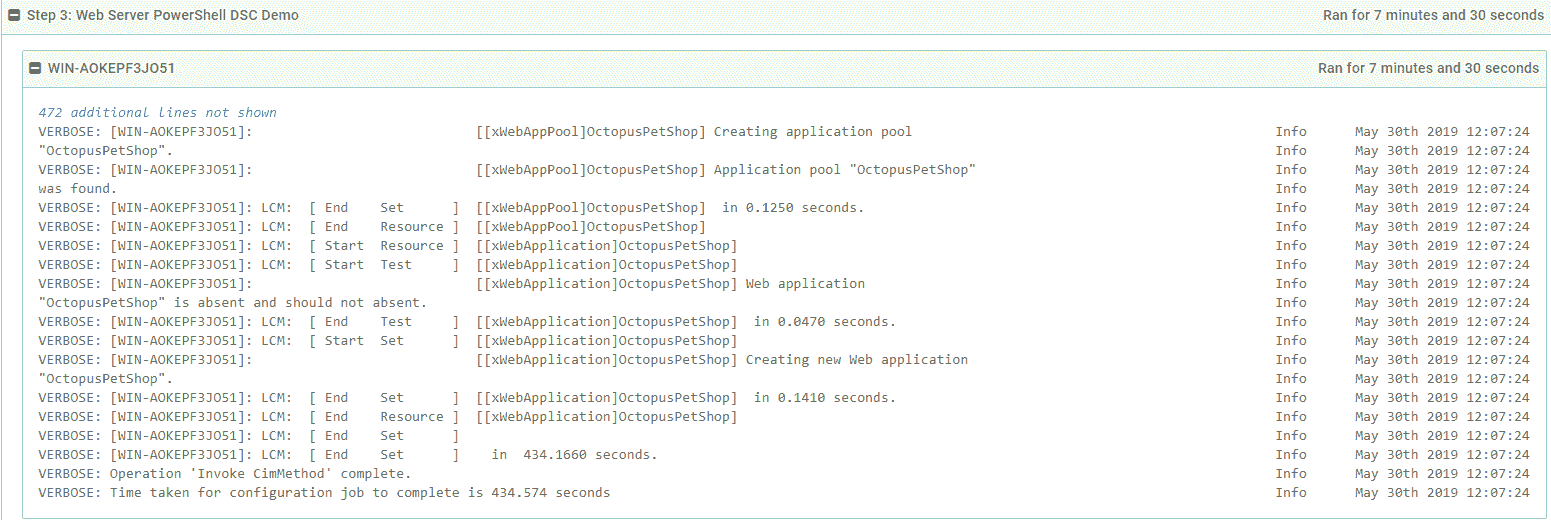 Step 3: Web Server PowerShell DSC Demo Ran for 7 minutes and 30 seconds
WIN-AOKEPF3JO51 Ran for 7 minutes and 30 seconds
472 additional lines not shown
VERBOSE: [WIN-AOKEPF3JO51]: [[xWebAppPool]OctopusPetShop] Creating application pool Info May 30th 2019 12:07:24
"OctopusPetShop". Info May 30th 2019 12:07:24
VERBOSE: [WIN-AOKEPF3JO51]: [[xWebAppPool]OctopusPetShop] Application pool "OctopusPetShop" Info May 30th 2019 12:07:24
was found. Info May 30th 2019 12:07:24
VERBOSE: [WIN-AOKEPF3JO51]: LCM: [ End Set ] [[xWebAppPool]OctopusPetShop] in 0.1250 seconds. Info May 30th 2019 12:07:24
VERBOSE: [WIN-AOKEPF3JO51]: LCM: [ End Resource ] [[xWebAppPool]OctopusPetShop] Info May 30th 2019 12:07:24
VERBOSE: [WIN-AOKEPF3JO51]: LCM: [ Start Resource ] [[xWebApplication]OctopusPetShop] Info May 30th 2019 12:07:24
VERBOSE: [WIN-AOKEPF3JO51]: LCM: [ Start Test ] [[xWebApplication]OctopusPetShop] Info May 30th 2019 12:07:24
VERBOSE: [WIN-AOKEPF3JO51]: [[xWebApplication]OctopusPetShop] Web application Info May 30th 2019 12:07:24
"OctopusPetShop" is absent and should not absent. Info May 30th 2019 12:07:24
VERBOSE: [WIN-AOKEPF3JO51]: LCM: [ End Test ] [[xWebApplication]OctopusPetShop] in 0.0470 seconds. Info May 30th 2019 12:07:24
VERBOSE: [WIN-AOKEPF3JO51]: LCM: [ Start Set ] [[xWebApplication]OctopusPetShop] Info May 30th 2019 12:07:24
VERBOSE: [WIN-AOKEPF3JO51]: [[xWebApplication]OctopusPetShop] Creating new Web application Info May 30th 2019 12:07:24
"OctopusPetShop". Info May 30th 2019 12:07:24
VERBOSE: [WIN-AOKEPF3JO51]: LCM: [ End Set ] [[xWebApplication]OctopusPetShop] in 0.1410 seconds. Info May 30th 2019 12:07:24
VERBOSE: [WIN-AOKEPF3JO51]: LCM: [ End Resource ] [[xWebApplication]OctopusPetShop] Info May 30th 2019 12:07:24
VERBOSE: [WIN-AOKEPF3JO51]: LCM: [ End Set ] Info May 30th 2019 12:07:24
VERBOSE: [WIN-AOKEPF3JO51]: LCM: [ End Set ] in 434.1660 seconds. Info May 30th 2019 12:07:24
VERBOSE: Operation 'Invoke CimMethod' complete. Info May 30th 2019 12:07:24
VERBOSE: Time taken for configuration job to complete is 434.574 seconds Info May 30th 2019 12:07:24